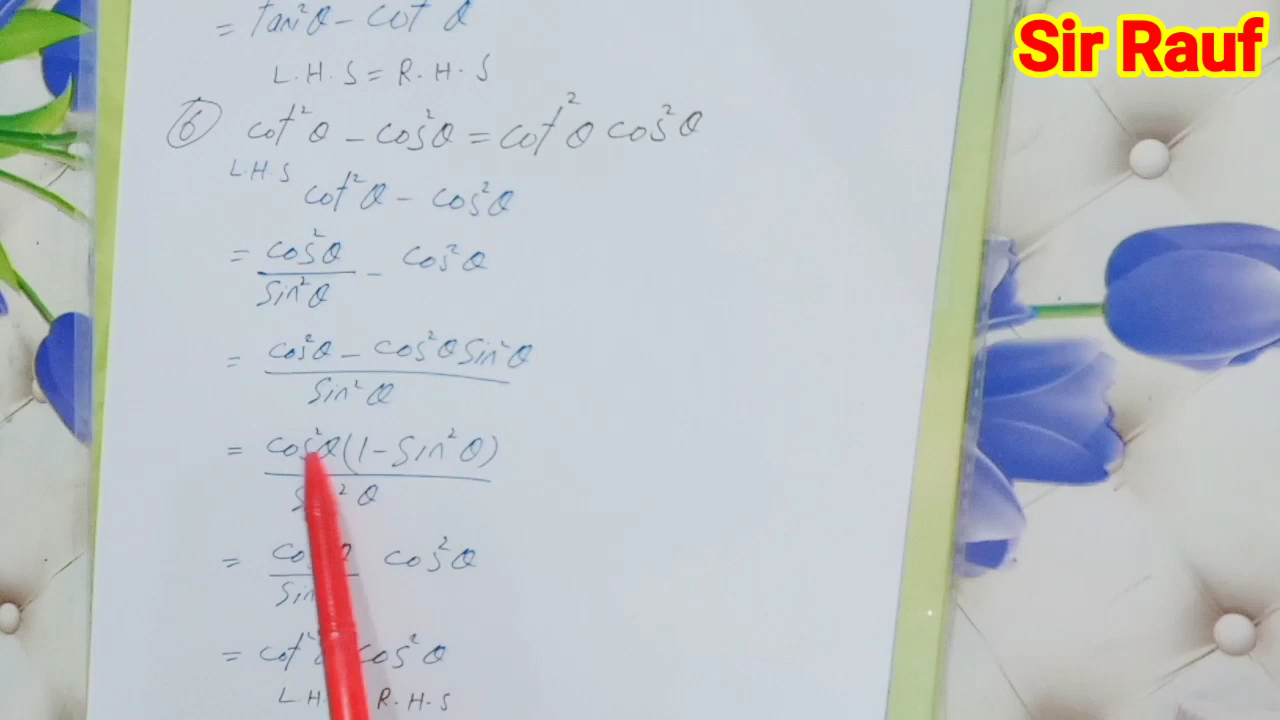 Sir Rauf
= tan²θ - cot θ
L.H.S = R.H.S
⑥ cot²θ - cos²θ = cot²θ cos²θ
L.H.S
cot²θ - cos²θ
= cos²θ / sin²θ - cos²θ
= cos²θ - cos²θ sin²θ / sin²θ
= cos²θ (1 - sin²θ) / ²θ
= cos²θ
= cos²θ
L.H. R.H.S